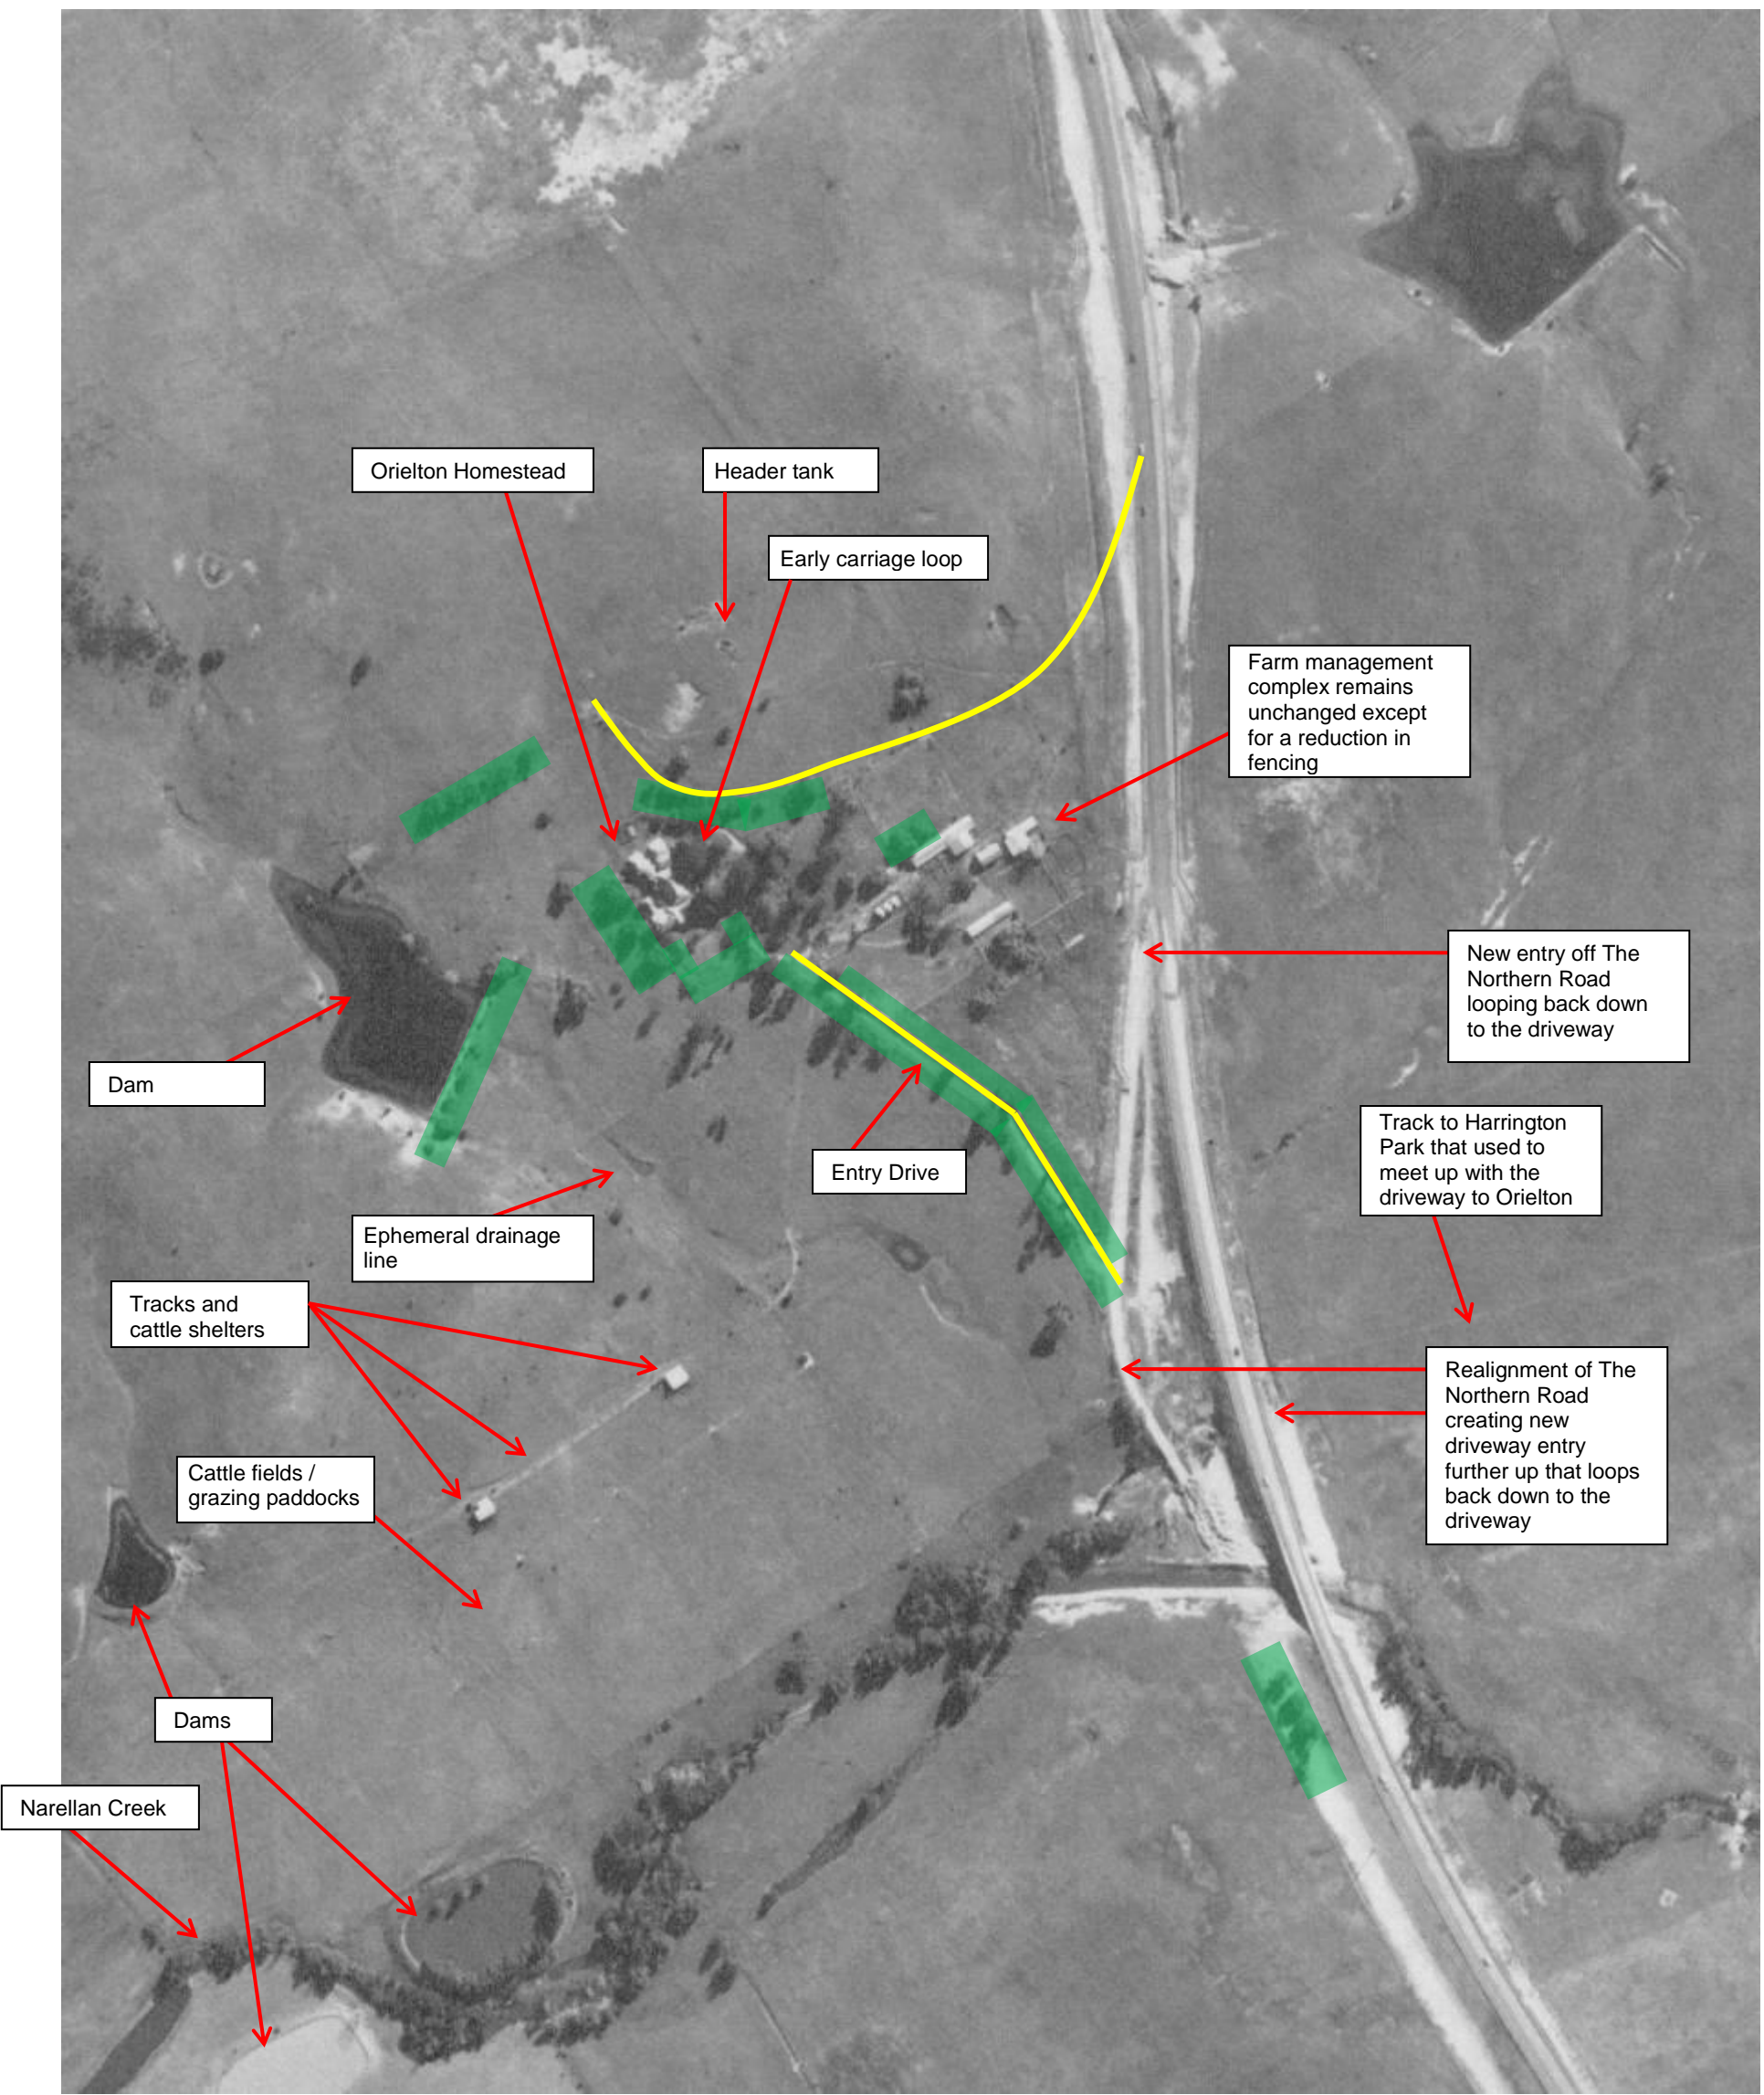 Orielton Homestead
Header tank
Early carriage loop
Farm management
complex remains
unchanged except
for a reduction in
fencing
New entry off The
Northern Road
looping back down
to the driveway
Dam
Track to Harrington
Park that used to
meet up with the
driveway to Orielton
Entry Drive
Ephemeral drainage
line
Tracks and
cattle shelters
Realignment of The
Northern Road
creating new
driveway entry
further up that loops
back down to the
driveway
Cattle fields /
grazing paddocks
Dams
Narellan Creek